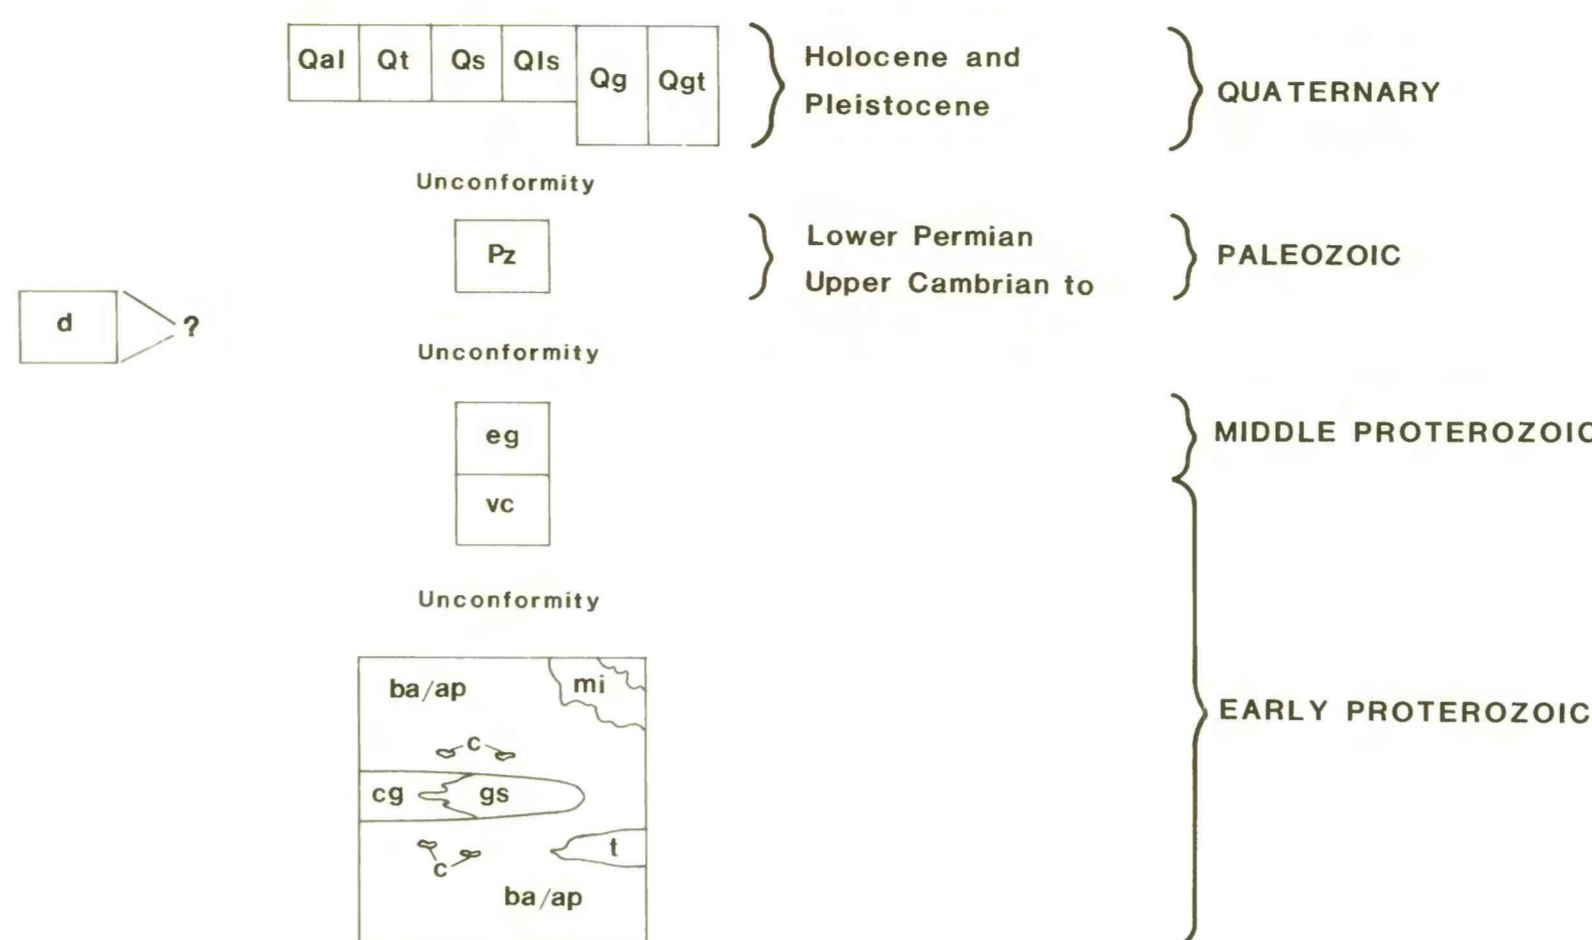 Qal Qt Qs Qls Qg Qgt
Holocene and
Pleistocene
QUATERNARY
Unconformity
Pz
Lower Permian
Upper Cambrian to
PALEOZOIC
d ?
Unconformity
eg
MIDDLE PROTEROZOIC
vc
Unconformity
ba/ap mi
EARLY PROTEROZOIC
c
cg gs
t
c
ba/ap